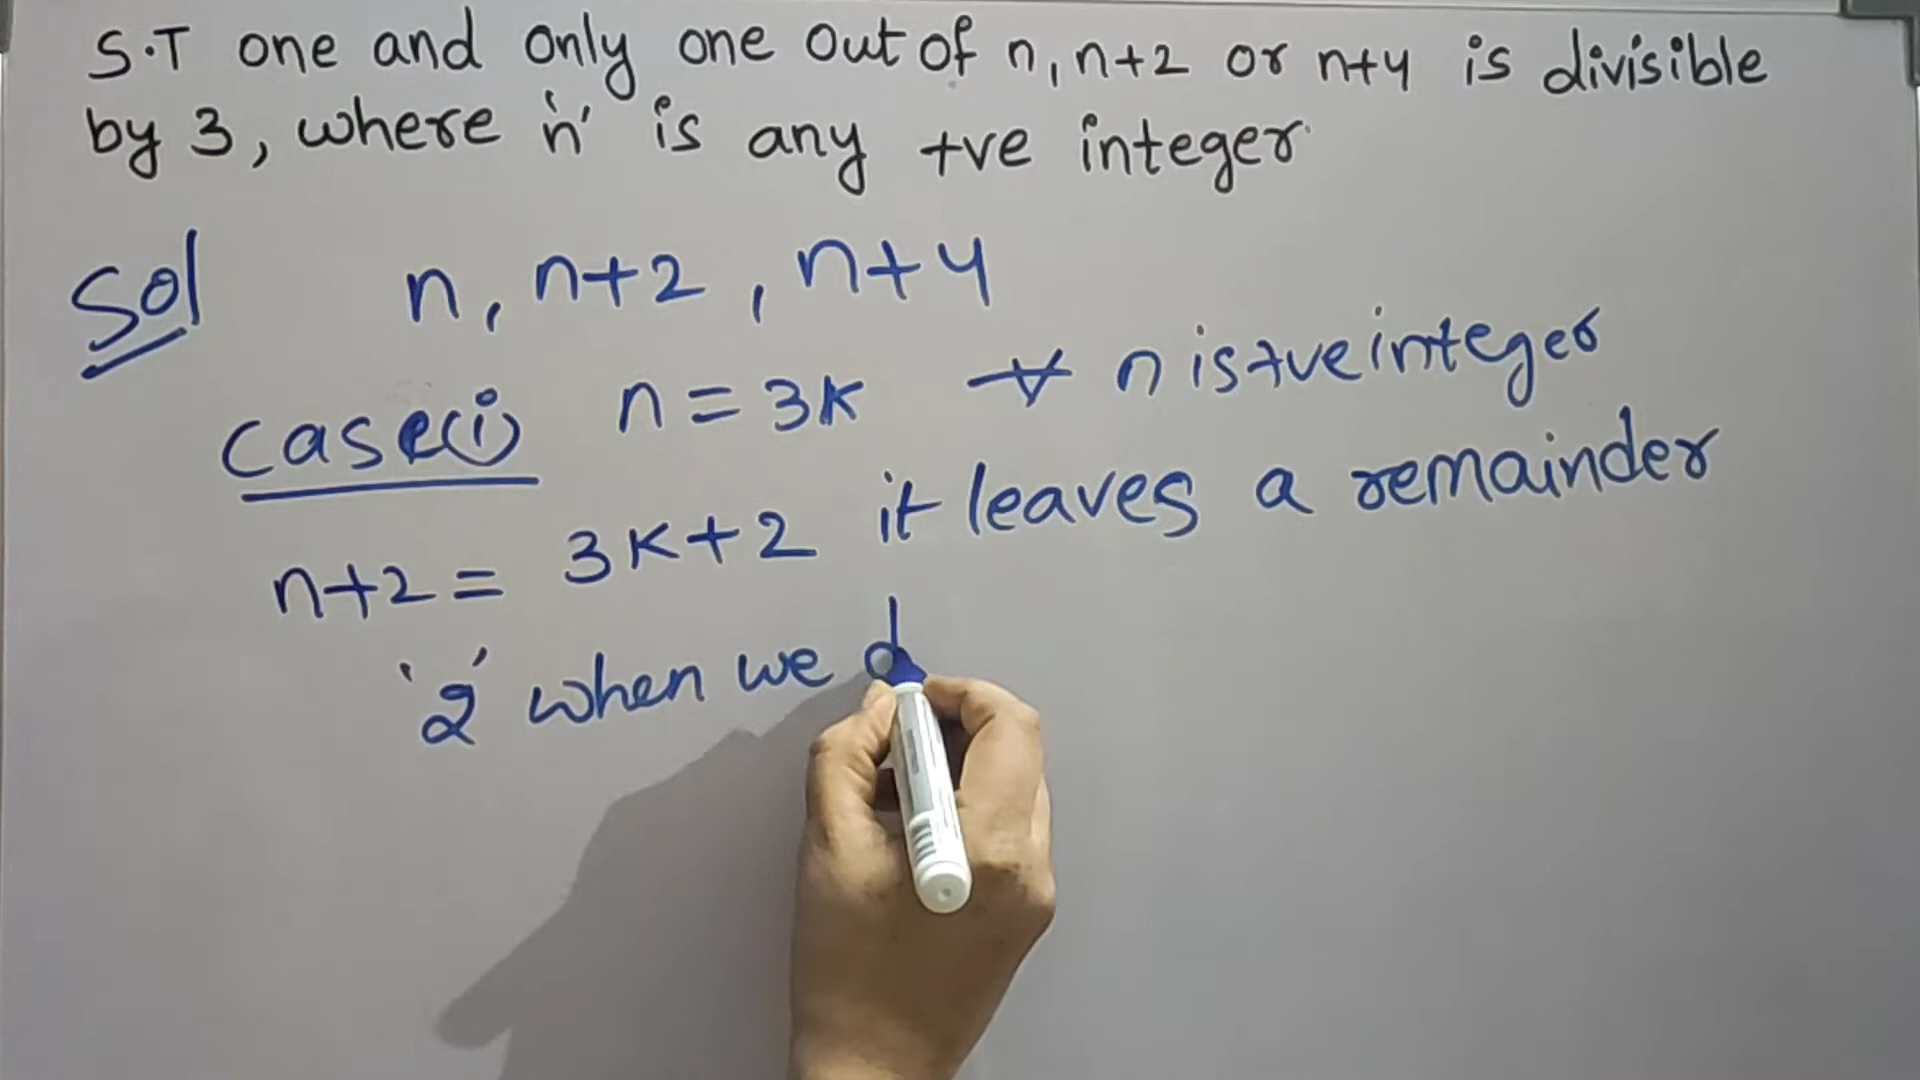 S.T one and only one out of n, n+2 or n+4 is divisible
by 3, where 'n' is any +ve integer
Sol n, n+2, n+4
case(i) n = 3K ∀ n is +ve integer
n+2 = 3K+2 it leaves a remainder
'2' when we d